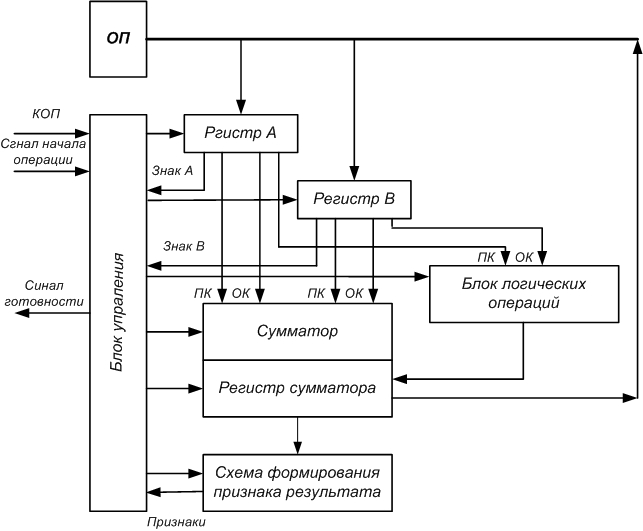 ОП
КОП
Сгнал начала
операции
Ргистр А
Знак А
Регистр В
Знак В
ПК ОК
Блок логических
операций
Синал
готовности
Блок упраления
ПК ОК
ПК ОК
Сумматор
Регистр сумматора
Схема формирования
признака результата
Признаки